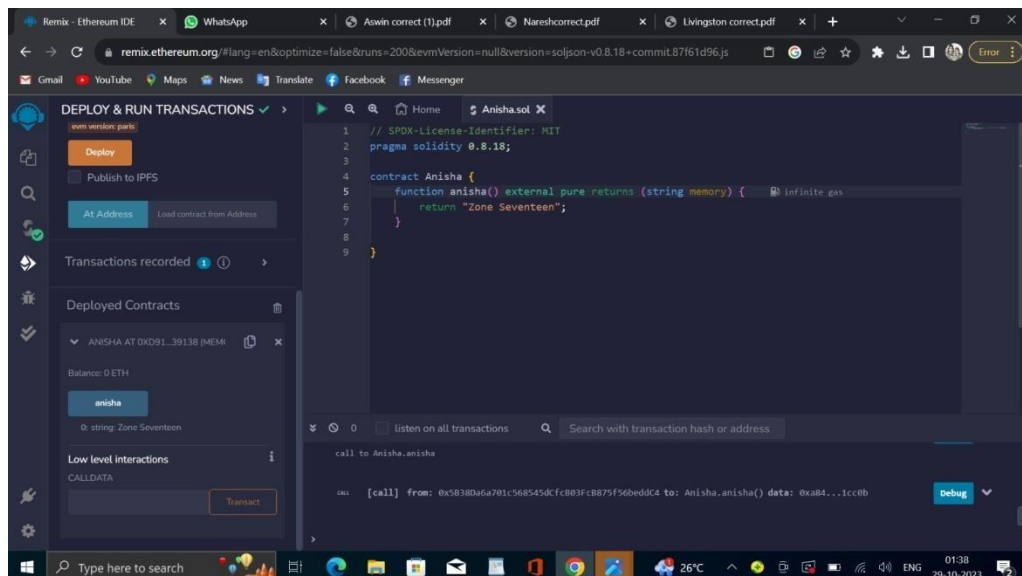 Remix - Ethereum IDE
WhatsApp
Aswin correct (1).pdf
Nareshcorrect.pdf
Livingston correct.pdf
remix.ethereum.org/#lang=en&optimize=false&runs=200&evmVersion=null&version=soljson-v0.8.18+commit.87f61d96.js
Error
Gmail YouTube Maps News Translate Facebook Messenger
DEPLOY & RUN TRANSACTIONS
evm version: paris
Deploy
Publish to IPFS
At Address Load contract from Address
Transactions recorded 1
Deployed Contracts
ANISHA AT 0XD91...39138 (MEM
Balance: 0 ETH
anisha
0: string: Zone Seventeen
Low level interactions
CALLDATA
Transact
Home Anisha.sol
1 // SPDX-License-Identifier: MIT
2 pragma solidity 0.8.18;
3
4 contract Anisha {
5 function anisha() external pure returns (string memory) { infinite gas
6 return "Zone Seventeen";
7 }
8
9 }
0 listen on all transactions Search with transaction hash or address
call to Anisha.anisha
CALL [call] from: 0x5B38Da6a701c568545dCfcB03FcB875f56beddC4 to: Anisha.anisha() data: 0xa84...1cc0b
Debug
Type here to search
26°C
ENG
01:38
29-10-2023
2